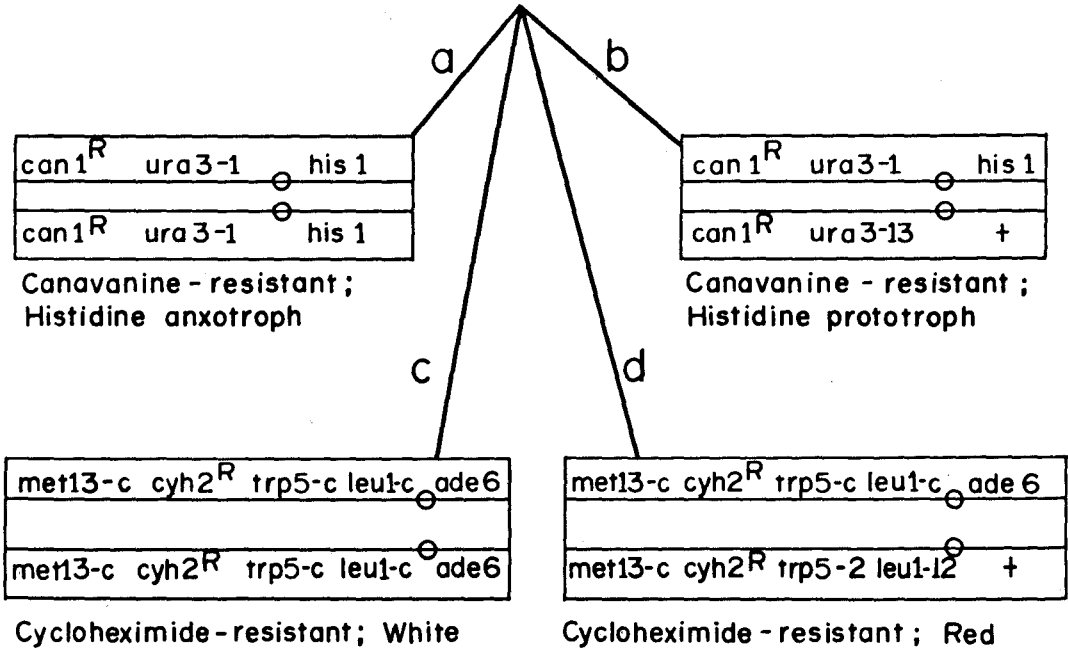 a
b
can1ᴿ ura3-1 his1
can1ᴿ ura3-1 his1
Canavanine-resistant;
Histidine anxotroph
can1ᴿ ura3-1 his1
can1ᴿ ura3-13 +
Canavanine-resistant;
Histidine prototroph
c
d
met13-c cyh2ᴿ trp5-c leu1-c ade6
met13-c cyh2ᴿ trp5-c leu1-c ade6
Cycloheximide-resistant; White
met13-c cyh2ᴿ trp5-c leu1-c ade6
met13-c cyh2ᴿ trp5-2 leu1-12 +
Cycloheximide-resistant; Red